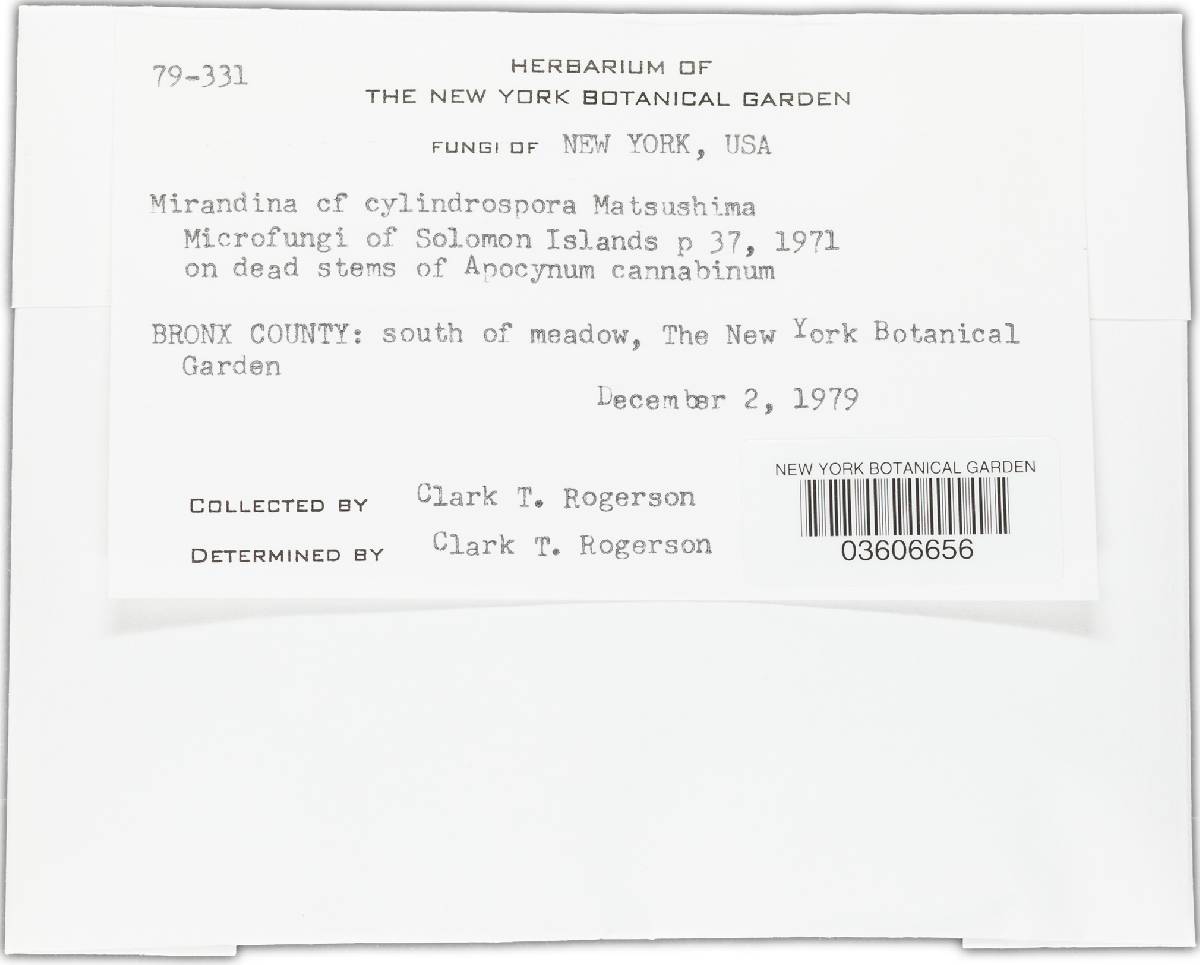 79-331
HERBARIUM OF
THE NEW YORK BOTANICAL GARDEN
FUNGI OF NEW YORK, USA
Mirandina cf cylindrospora Matsushima
Microfungi of Solomon Islands p 37, 1971
on dead stems of Apocynum cannabinum
BRONX COUNTY: south of meadow, The New York Botanical
Garden
December 2, 1979
COLLECTED BY Clark T. Rogerson
DETERMINED BY Clark T. Rogerson
NEW YORK BOTANICAL GARDEN
03606656